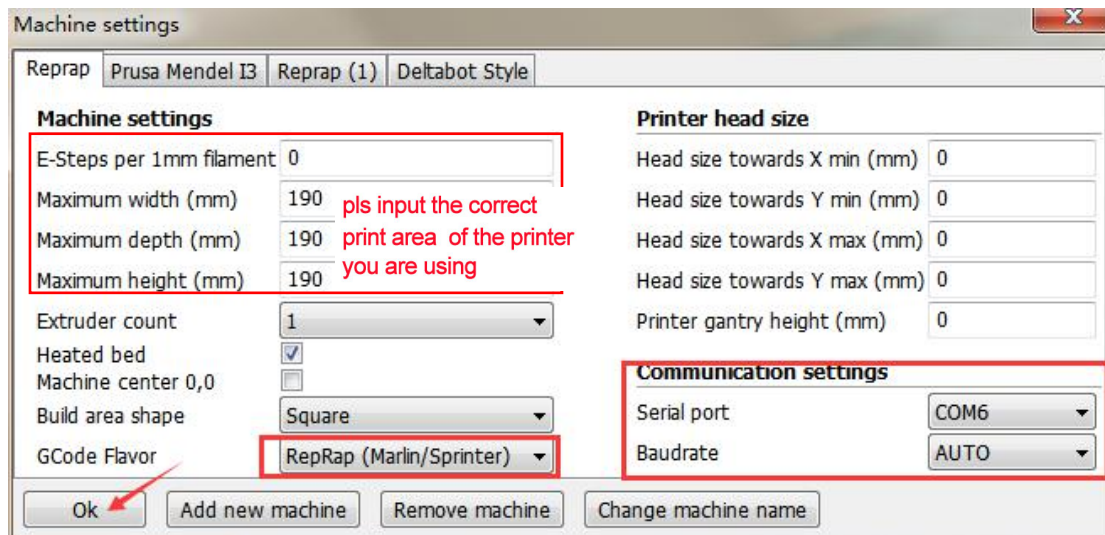 Machine settings
x
Reprap Prusa Mendel I3 Reprap (1) Deltabot Style
Machine settings
E-Steps per 1mm filament 0
Maximum width (mm) 190
Maximum depth (mm) 190
Maximum height (mm) 190
pls input the correct
print area of the printer
you are using
Extruder count 1
Heated bed
Machine center 0,0
Build area shape Square
GCode Flavor RepRap (Marlin/Sprinter)
Printer head size
Head size towards X min (mm) 0
Head size towards Y min (mm) 0
Head size towards X max (mm) 0
Head size towards Y max (mm) 0
Printer gantry height (mm) 0
Communication settings
Serial port COM6
Baudrate AUTO
Ok Add new machine Remove machine Change machine name